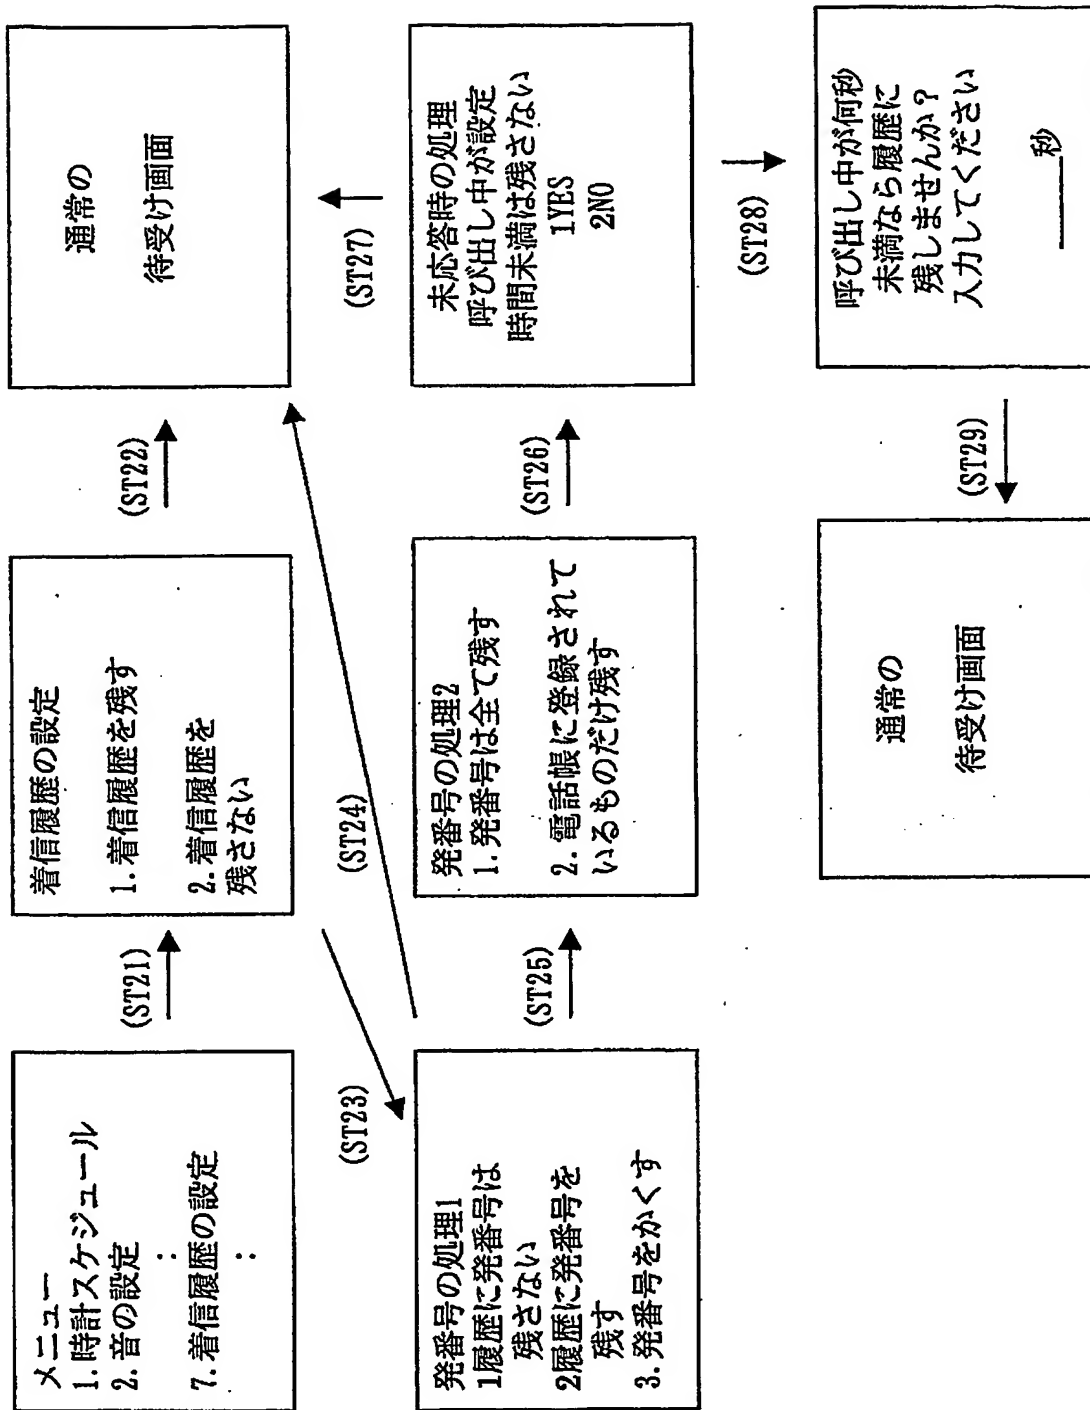 メニュー
1.時計スケジュール
2.音の設定
:
7.着信履歴の設定
:
(ST21)
着信履歴の設定
1.着信履歴を残す
2.着信履歴を
残さない
(ST22)
通常の
待受け画面
(ST23)
(ST24)
(ST27)
発番号の処理1
1履歴に発番号は
残さない
2履歴に発番号を
残す
3.発番号をかくす
(ST25)
発番号の処理2
1.発番号は全て残す
2.電話帳に登録されて
いるものだけ残す
(ST26)
未応答時の処理
呼び出し中が設定
時間未満は残さない
1YES
2NO
(ST28)
通常の
待受け画面
(ST29)
呼び出し中が何秒
未満なら履歴に
残しませんか？
入力してください
秒